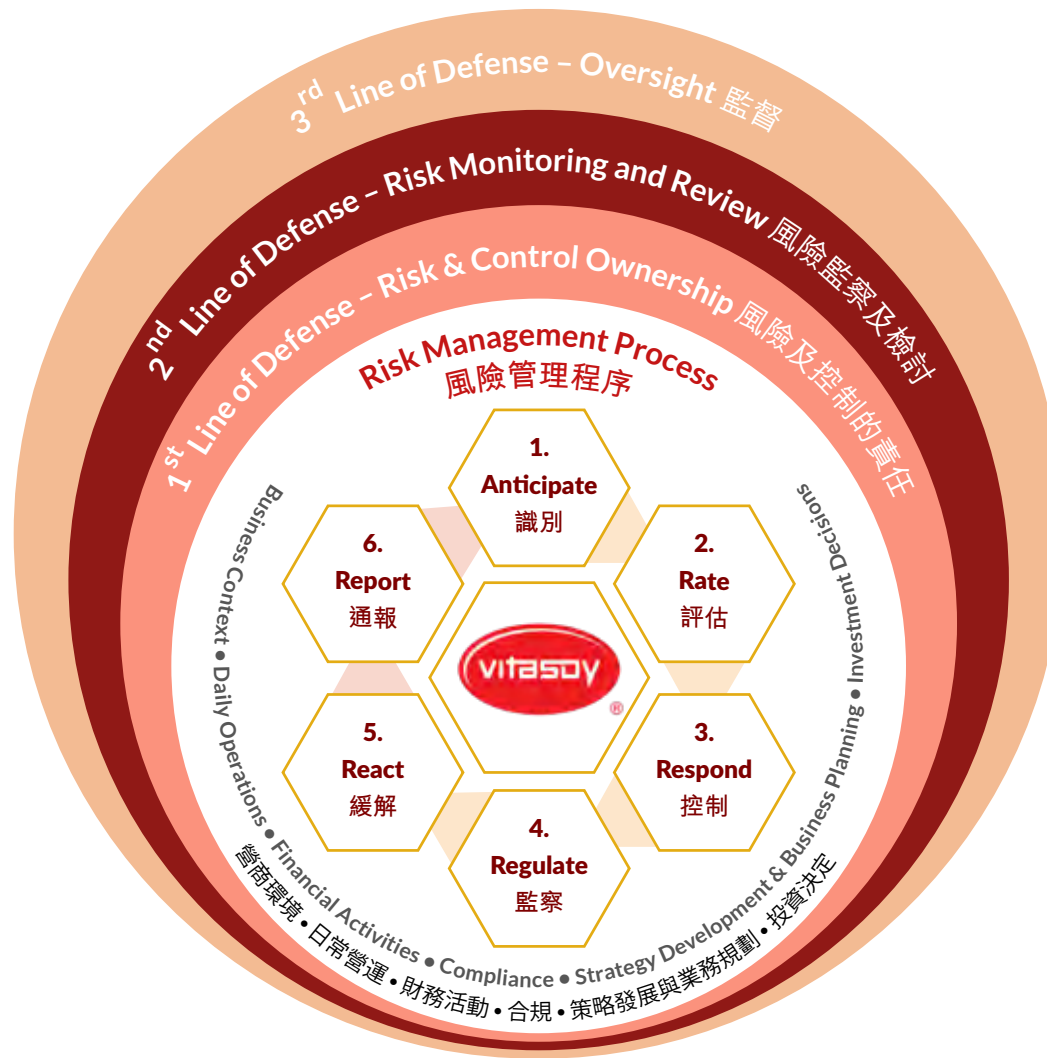 3rd Line of Defense – Oversight 監督
2nd Line of Defense – Risk Monitoring and Review 風險監察及檢討
1st Line of Defense – Risk & Control Ownership 風險及控制的責任
Risk Management Process
風險管理程序
1.
Anticipate
識別
2.
Rate
評估
3.
Respond
控制
4.
Regulate
監察
5.
React
緩解
6.
Report
通報
vitasoy
®
Business Context • Daily Operations • Financial Activities • Compliance • Strategy Development & Business Planning • Investment Decisions
營商環境 • 日常營運 • 財務活動 • 合規 • 策略發展與業務規劃 • 投資決定